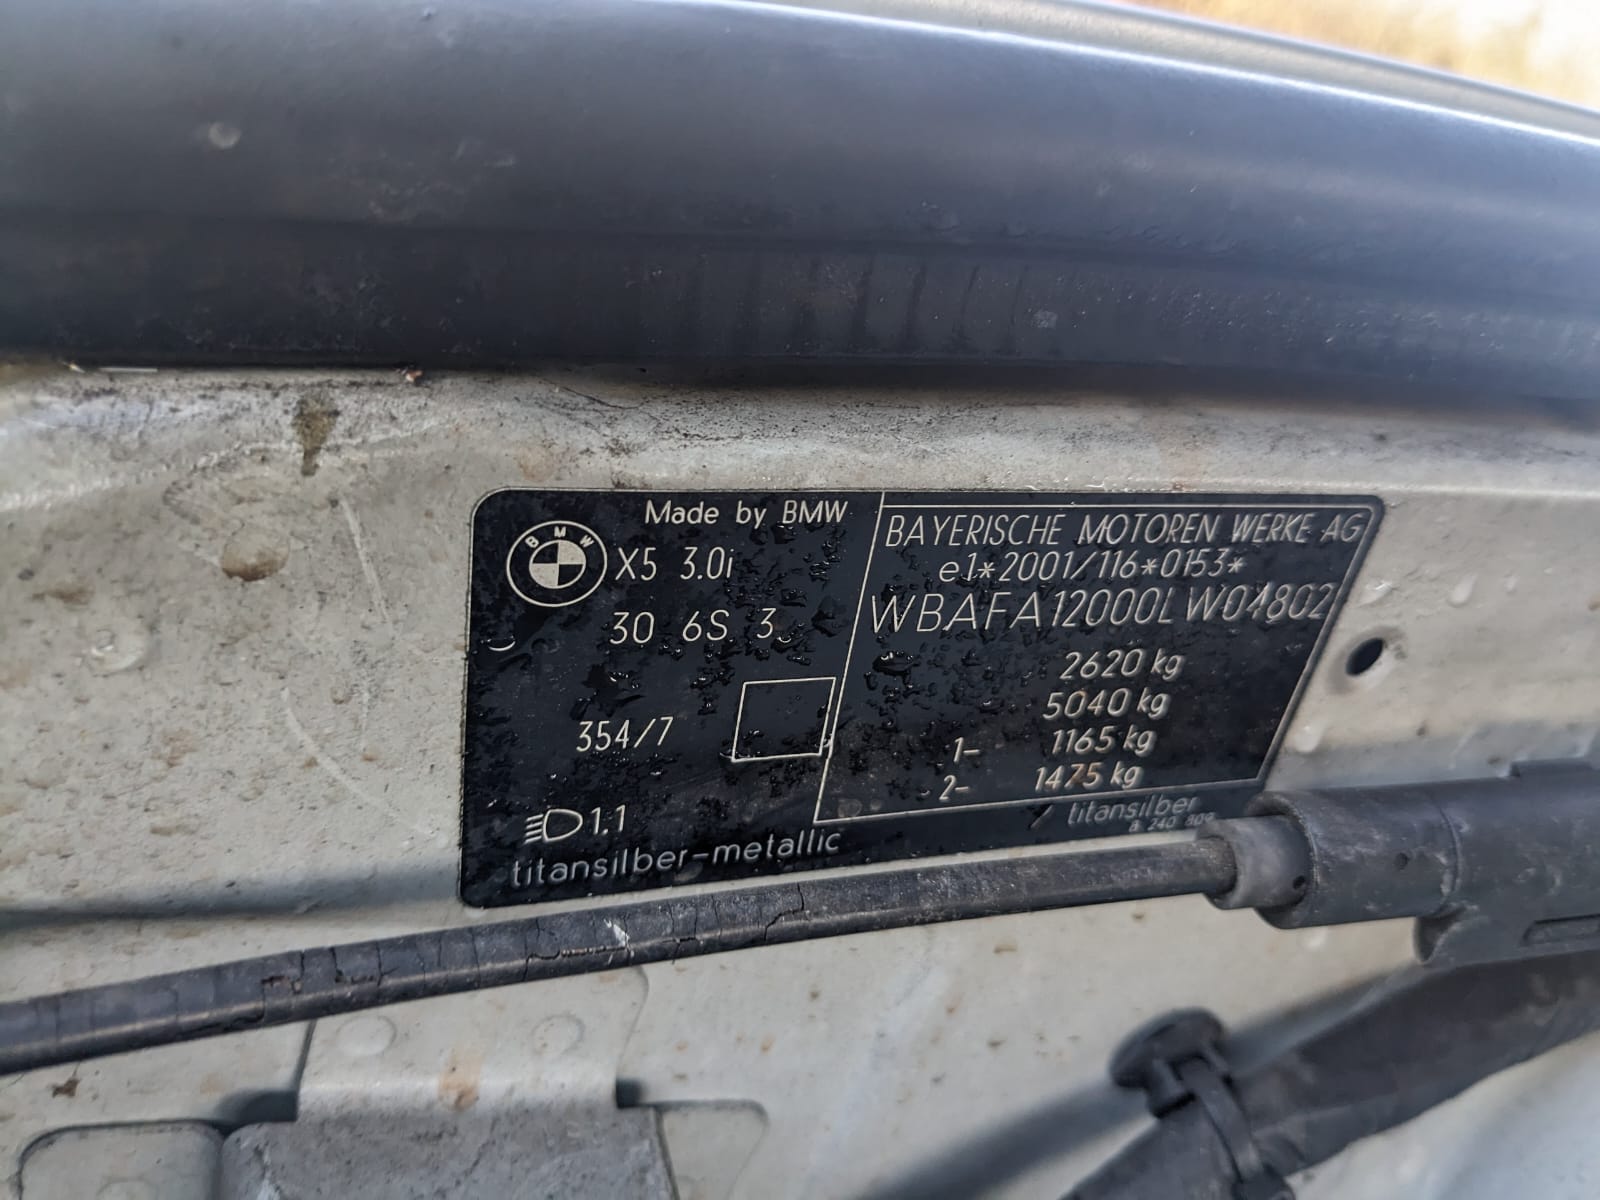 Made by BMW
BMW
X5 3.0i
30 6S 3
354/7
1.1
titansilber-metallic
BAYERISCHE MOTOREN WERKE AG
e1*2001/116*0153*
WBAFA12000LW04802
2620 kg
5040 kg
1- 1165 kg
2- 1475 kg
titansilber